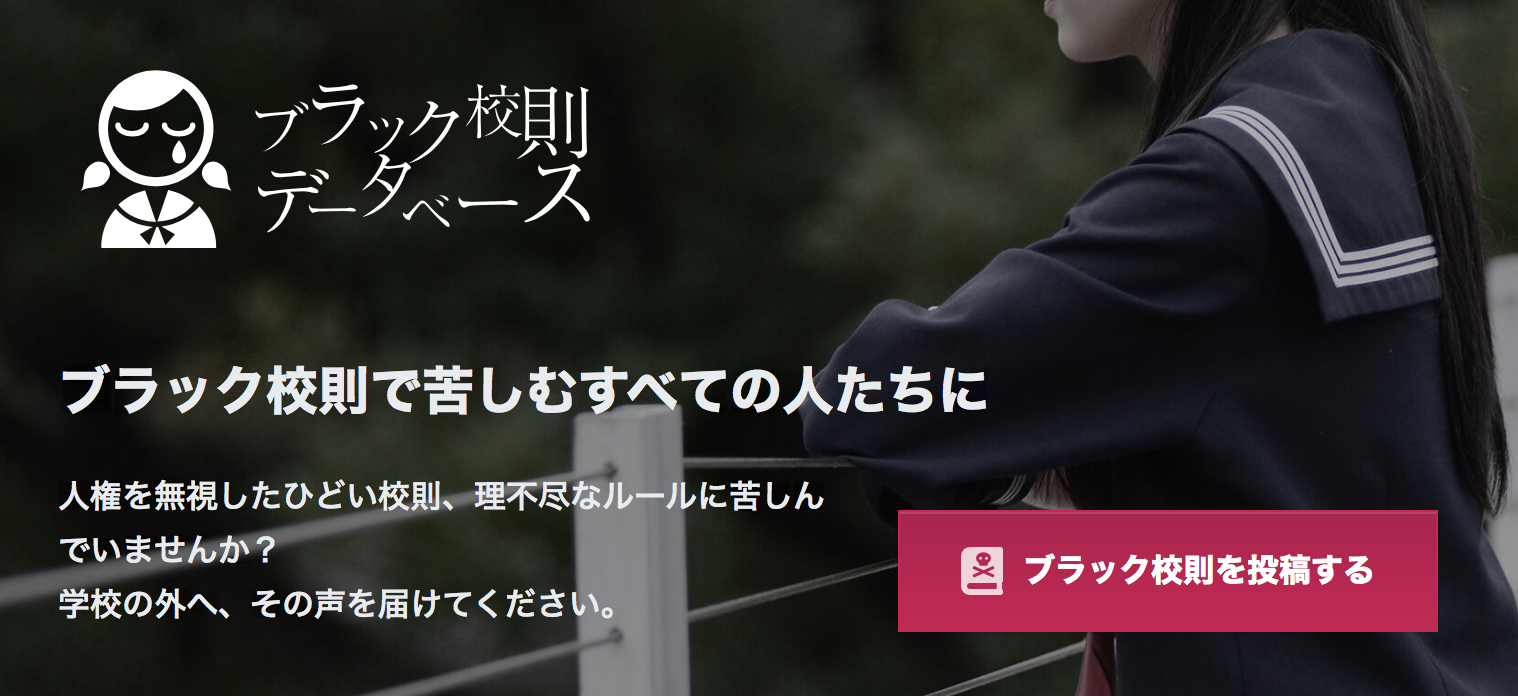 ブラック校則
データベース
ブラック校則で苦しむすべての人たちに
人権を無視したひどい校則、理不尽なルールに苦しん
でいませんか？
学校の外へ、その声を届けてください。
ブラック校則を投稿する